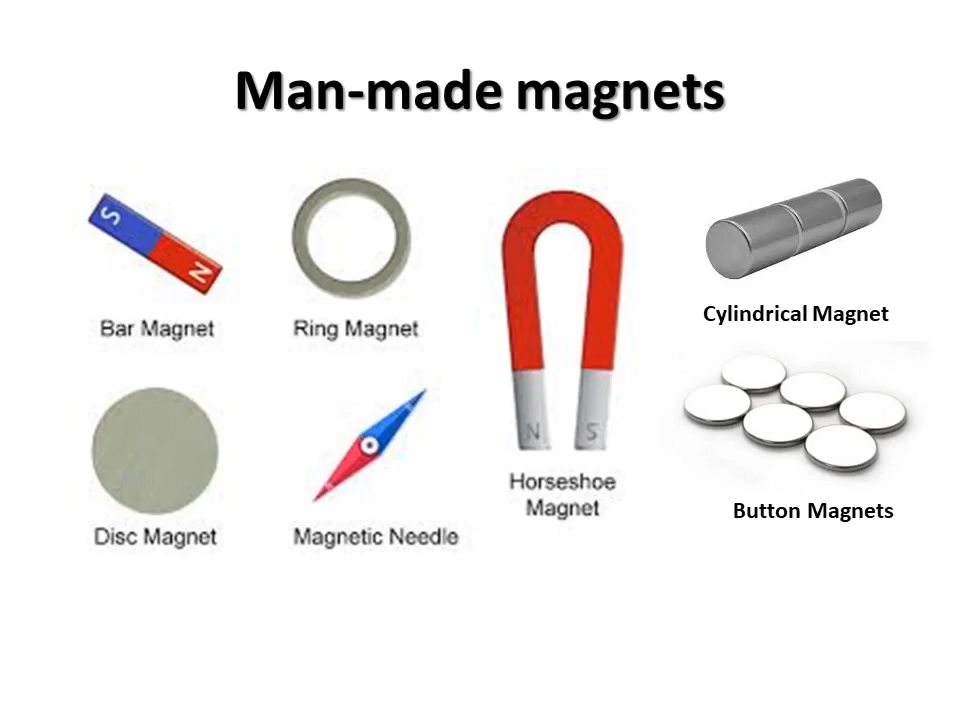 Man-made magnets
S
N
Bar Magnet
Ring Magnet
N S
Horseshoe
Magnet
Cylindrical Magnet
Disc Magnet
Magnetic Needle
Button Magnets